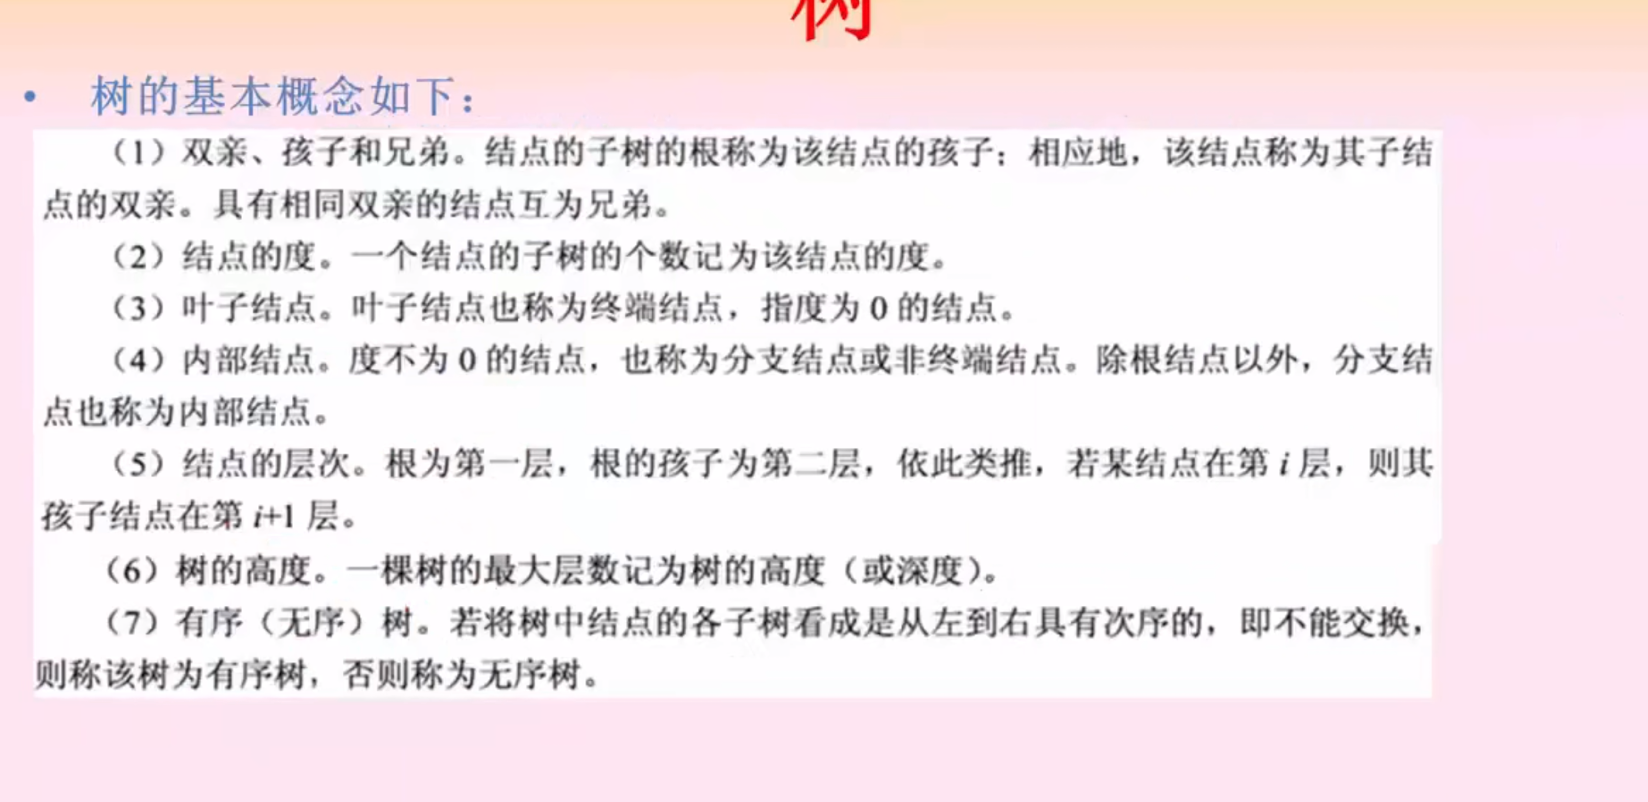 树
• 树的基本概念如下：
（1）双亲、孩子和兄弟。结点的子树的根称为该结点的孩子；相应地，该结点称为其子结
点的双亲。具有相同双亲的结点互为兄弟。
（2）结点的度。一个结点的子树的个数记为该结点的度。
（3）叶子结点。叶子结点也称为终端结点，指度为 0 的结点。
（4）内部结点。度不为 0 的结点，也称为分支结点或非终端结点。除根结点以外，分支结
点也称为内部结点。
（5）结点的层次。根为第一层，根的孩子为第二层，依此类推，若某结点在第 i 层，则其
孩子结点在第 i+1 层。
（6）树的高度。一棵树的最大层数记为树的高度（或深度）。
（7）有序（无序）树。若将树中结点的各子树看成是从左到右具有次序的，即不能交换，
则称该树为有序树，否则称为无序树。